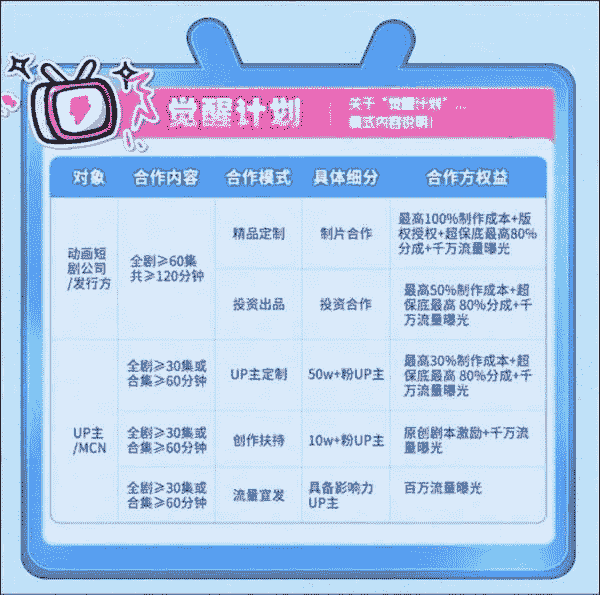 觉醒计划
关于“觉醒计划”...
模式内容说明！
对象 合作内容 合作模式 具体细分 合作方权益
动画短
剧公司
/发行方
全剧≥60集
共≥120分钟
精品定制
制片合作
最高100%制作成本+版
权授权+超保底最高80%
分成+千万流量曝光
投资出品
投资合作
最高50%制作成本+超
保底最高 80%分成+千
万流量曝光
UP主
/MCN
全剧≥30集或
合集≥60分钟
UP主定制
50w+粉UP主
最高30%制作成本+超
保底最高 80%分成+千
万流量曝光
全剧≥30集或
合集≥60分钟
创作扶持
10w+粉UP主
原创剧本激励+千万流
量曝光
全剧≥30集或
合集≥60分钟
流量宣发
具备影响力
UP主
百万流量曝光